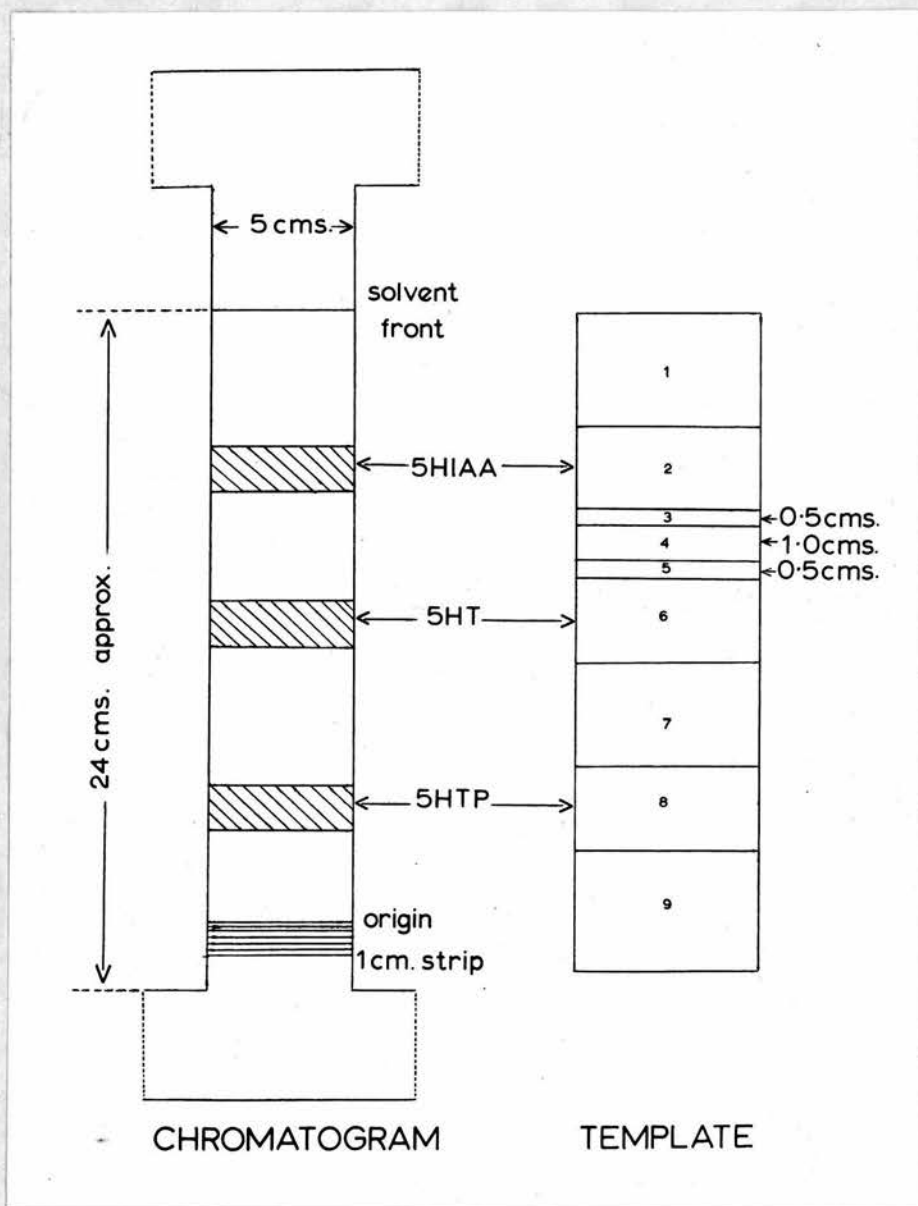 5 cms.
solvent
front
24 cms. approx.
5HIAA
5HT
5HTP
origin
1cm. strip
1
2
3
4
5
6
7
8
9
0·5cms.
1·0cms.
0·5cms.
CHROMATOGRAM
TEMPLATE